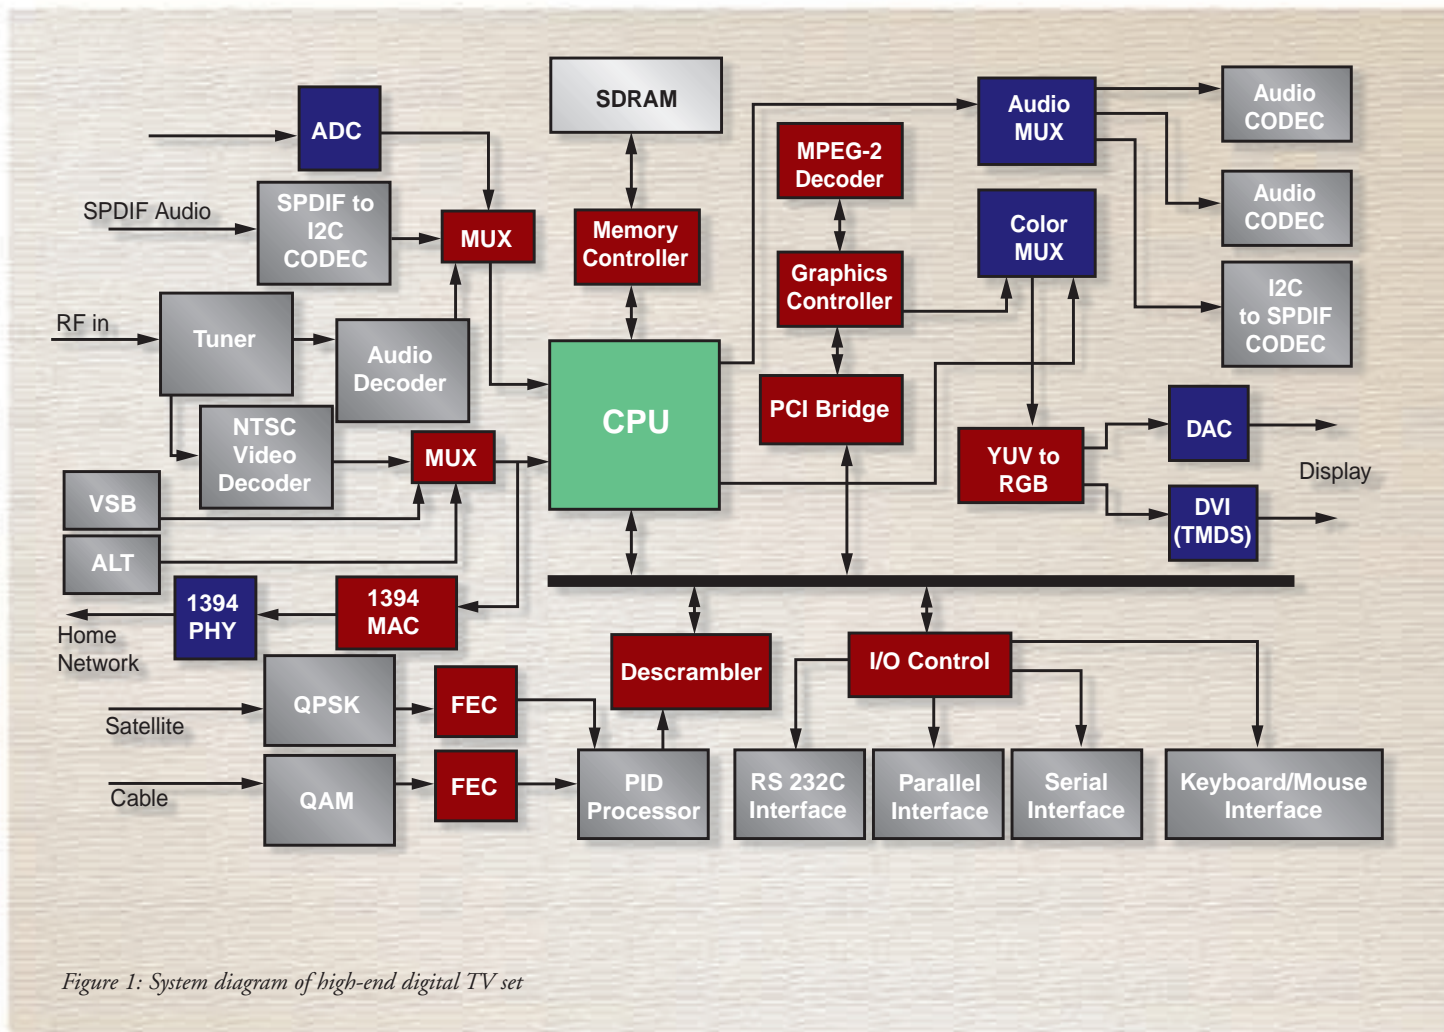 ADC
SDRAM
Audio
MUX
Audio
CODEC
MPEG-2
Decoder
SPDIF Audio
SPDIF to
I2C
CODEC
MUX
Memory
Controller
Color
MUX
Audio
CODEC
Graphics
Controller
I2C
to SPDIF
CODEC
RF in
Tuner
Audio
Decoder
CPU
PCI Bridge
NTSC
Video
Decoder
MUX
YUV to
RGB
DAC
Display
VSB
DVI
(TMDS)
ALT
1394
PHY
1394
MAC
Home
Network
Descrambler
I/O Control
QPSK
FEC
Satellite
QAM
FEC
Cable
PID
Processor
RS 232C
Interface
Parallel
Interface
Serial
Interface
Keyboard/Mouse
Interface
Figure 1: System diagram of high-end digital TV set